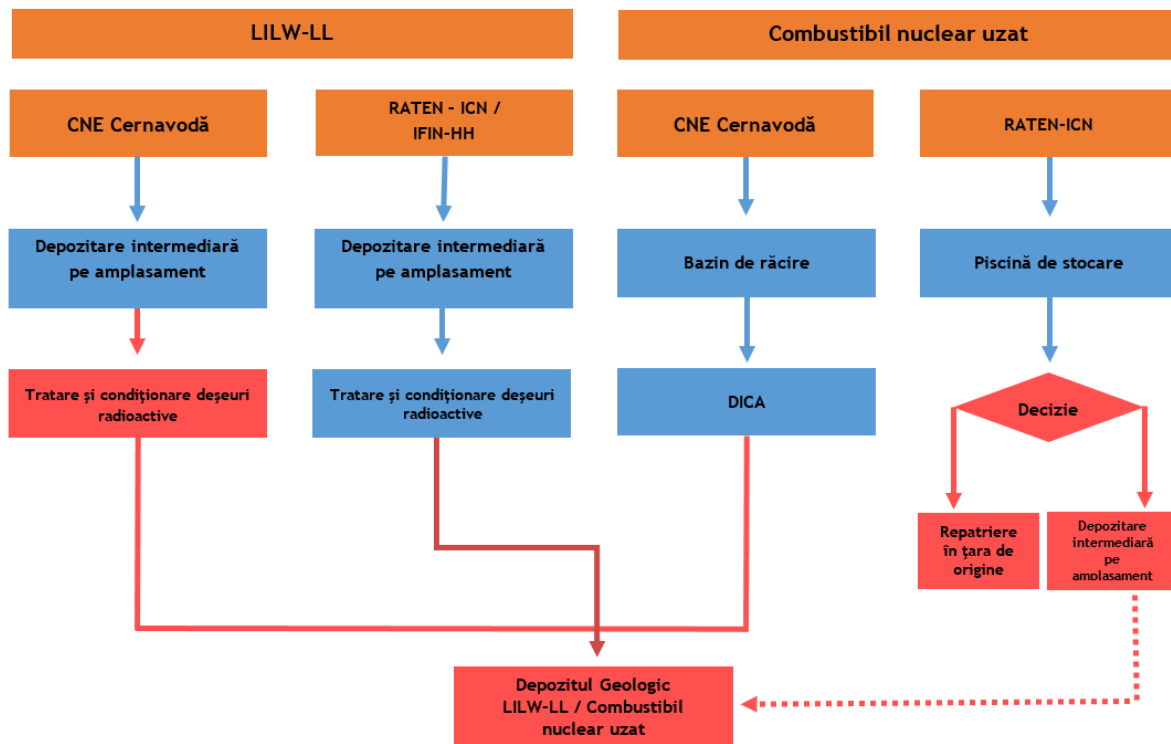 LILW-LL
Combustibil nuclear uzat
CNE Cernavodă
RATEN - ICN /
IFIN-HH
CNE Cernavodă
RATEN-ICN
Depozitare intermediară
pe amplasament
Depozitare intermediară
pe amplasament
Bazin de răcire
Piscină de stocare
Tratare și condiționare deșeuri
radioactive
Tratare și condiționare deșeuri
radioactive
DICA
Decizie
Repatriere
în țara de
origine
Depozitare
intermediară
pe
amplasament
Depozitul Geologic
LILW-LL / Combustibil
nuclear uzat